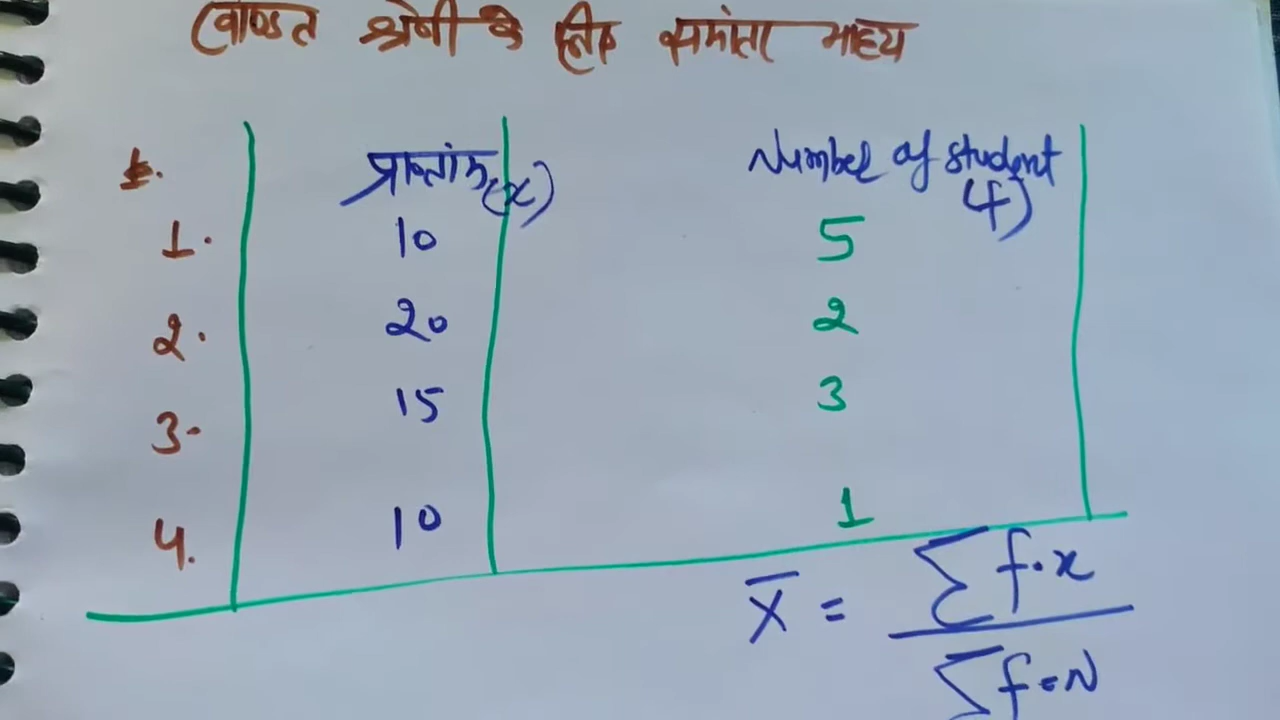 खण्डित श्रेणी के लिए समांतर माध्य
प्राप्तांक(x) Number of student
(f)
1. 10 5
2. 20 2
3. 15 3
4. 10 1
X̄ = Σf.x
Σf=N